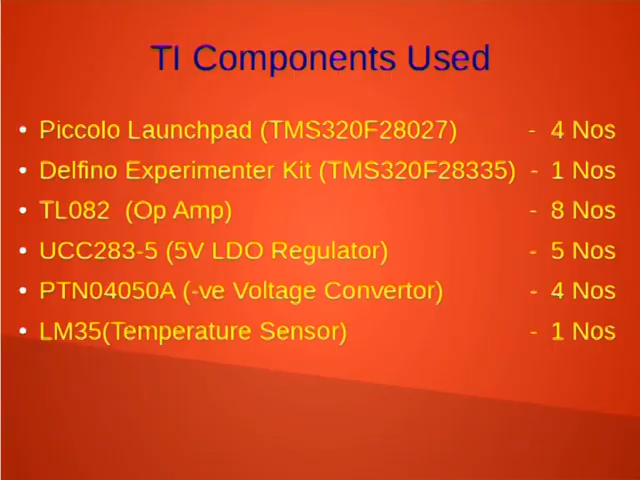 TI Components Used
• Piccolo Launchpad (TMS320F28027) - 4 Nos
• Delfino Experimenter Kit (TMS320F28335) - 1 Nos
• TL082 (Op Amp) - 8 Nos
• UCC283-5 (5V LDO Regulator) - 5 Nos
• PTN04050A (-ve Voltage Convertor) - 4 Nos
• LM35(Temperature Sensor) - 1 Nos